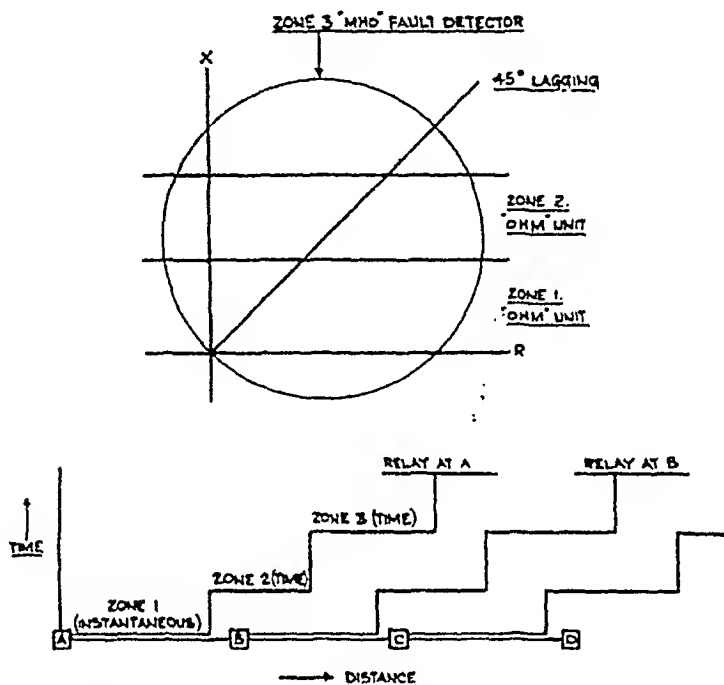 ZONE 3 "MHO" FAULT DETECTOR
X
45° LAGGING
ZONE 2.
"OHM" UNIT
ZONE 1.
"OHM" UNIT
R
RELAY AT A
RELAY AT B
ZONE 3 (TIME)
TIME
ZONE 2 (TIME)
ZONE 1
(INSTANTANEOUS)
A
B
C
D
DISTANCE